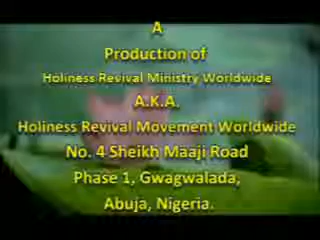 A
Production of
Holiness Revival Ministry Worldwide
A.K.A.
Holiness Revival Movement Worldwide
No. 4 Sheikh Maaji Road
Phase 1, Gwagwalada,
Abuja, Nigeria.